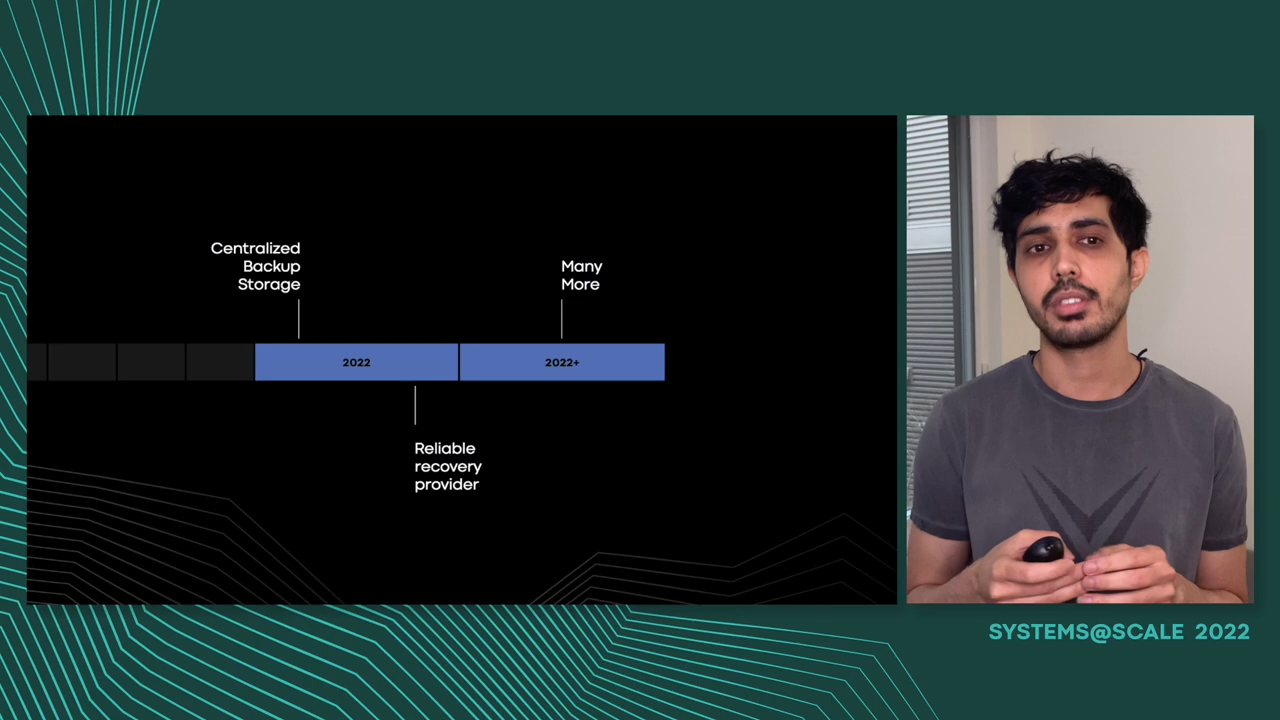 Centralized
Backup
Storage
Many
More
2022
2022+
Reliable
recovery
provider
SYSTEMS@SCALE 2022